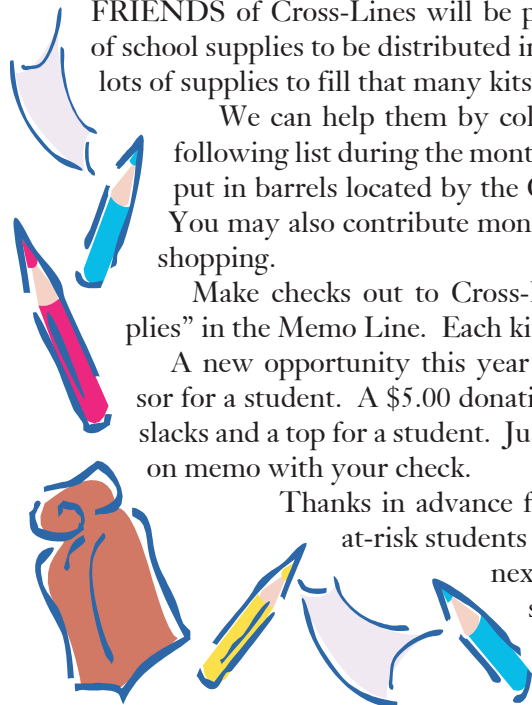 FRIENDS of Cross-Lines will be p
of school supplies to be distributed in
lots of supplies to fill that many kits
We can help them by col
following list during the mont
put in barrels located by the C
You may also contribute mon
shopping.
Make checks out to Cross-
plies” in the Memo Line. Each ki
A new opportunity this year
sor for a student. A $5.00 donati
slacks and a top for a student. Ju
on memo with your check.
Thanks in advance f
at-risk students
nex
s